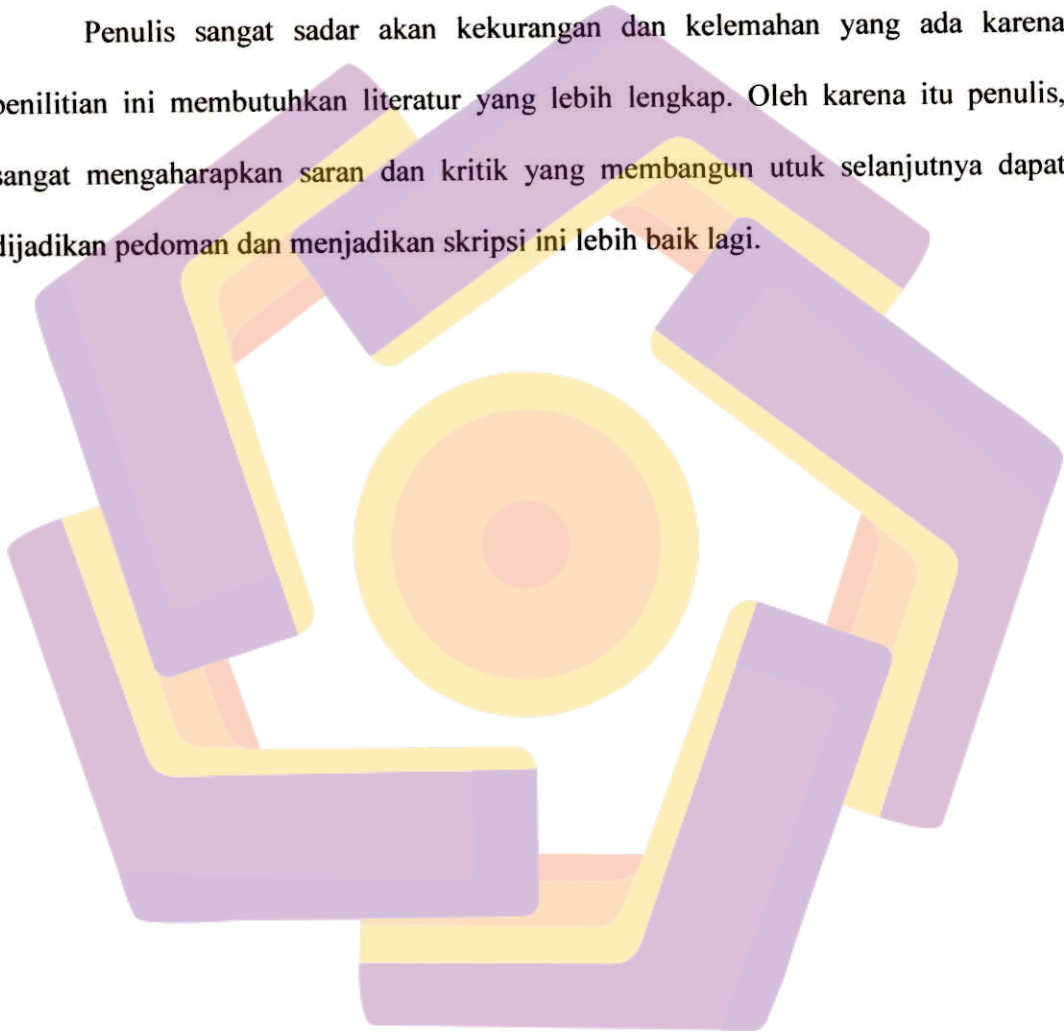 Penulis sangat sadar akan kekurangan dan kelemahan yang ada karena
penilitian ini membutuhkan literatur yang lebih lengkap. Oleh karena itu penulis,
sangat mengaharapkan saran dan kritik yang membangun utuk selanjutnya dapat
dijadikan pedoman dan menjadikan skripsi ini lebih baik lagi.